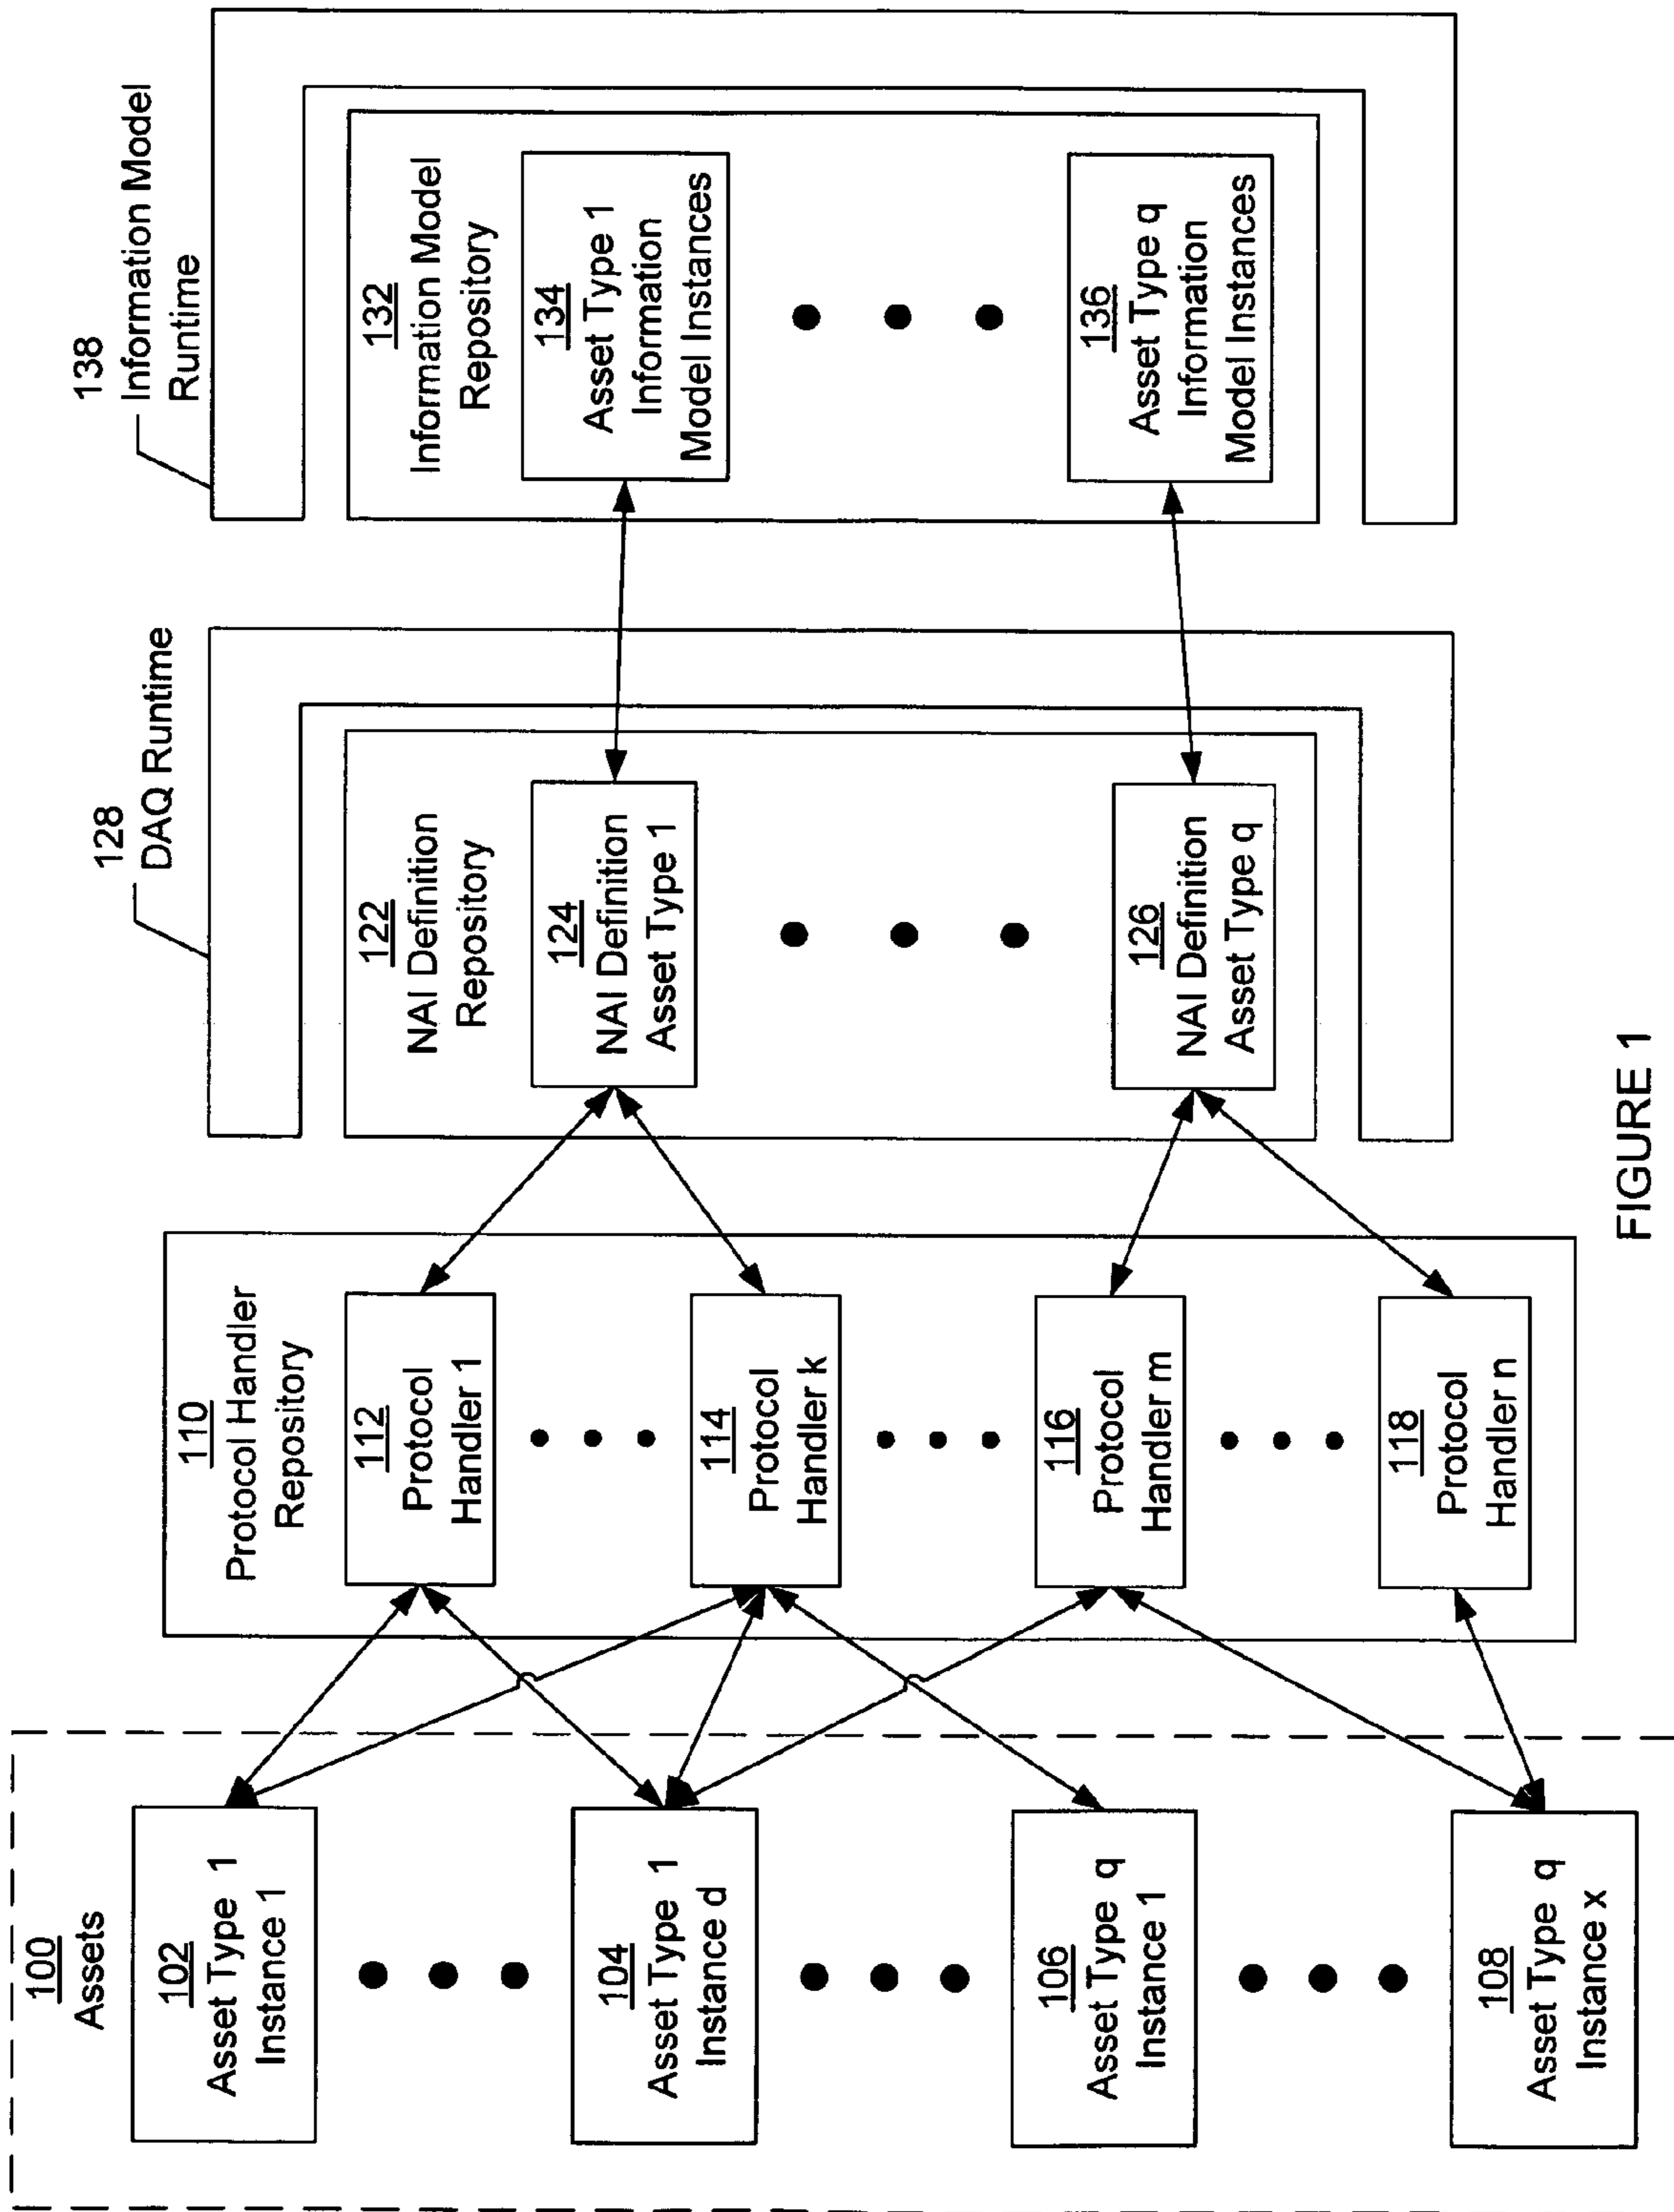 100
Assets
102
Asset Type 1
Instance 1
104
Asset Type 1
Instance d
106
Asset Type q
Instance 1
108
Asset Type q
Instance x
110
Protocol Handler
Repository
112
Protocol
Handler 1
114
Protocol
Handler k
116
Protocol
Handler m
118
Protocol
Handler n
128
DAQ Runtime
122
NAI Definition
Repository
124
NAI Definition
Asset Type 1
126
NAI Definition
Asset Type q
138
Information Model
Runtime
132
Information Model
Repository
134
Asset Type 1
Information
Model Instances
136
Asset Type q
Information
Model Instances
FIGURE 1